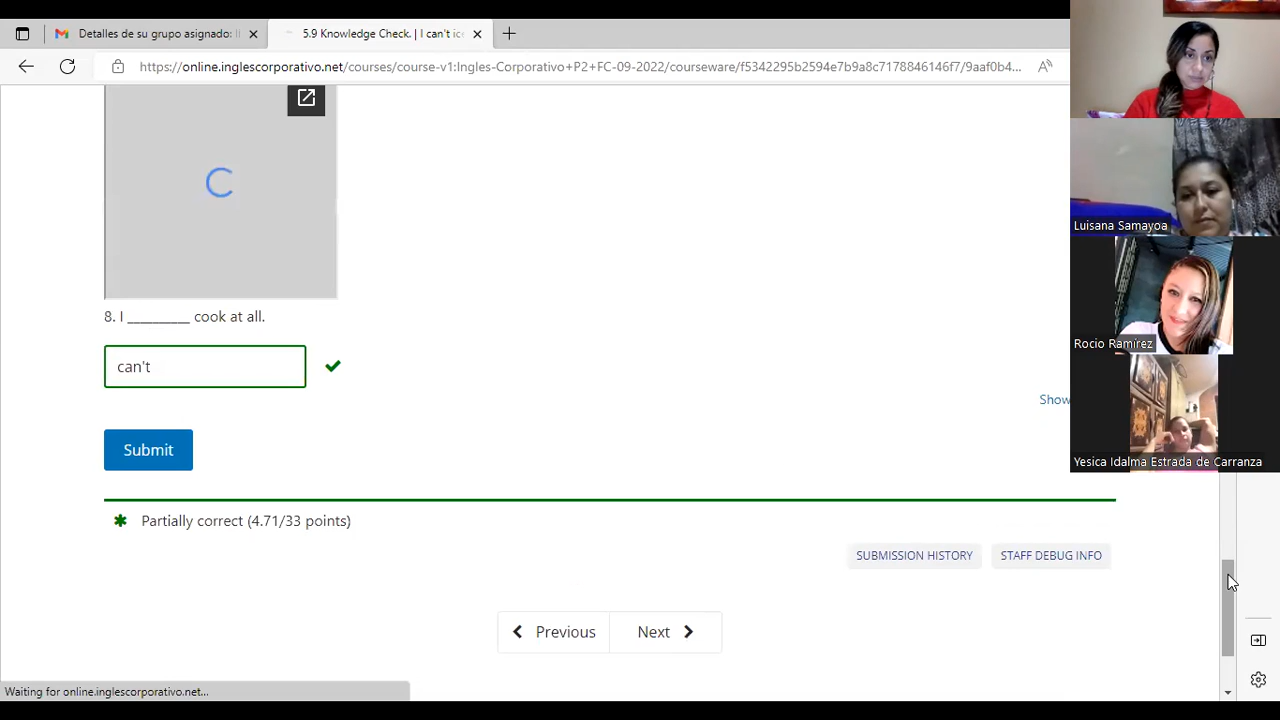 Detalles de su grupo asignado: I
5.9 Knowledge Check. | I can't ice
https://online.inglescorporativo.net/courses/course-v1:Ingles-Corporativo+P2+FC-09-2022/courseware/f5342295b2594e7b9a8c7178846146f7/9aaf0b4...
8. I ________ cook at all.
can't
Show
Submit
Partially correct (4.71/33 points)
SUBMISSION HISTORY
STAFF DEBUG INFO
Previous
Next
Waiting for online.inglescorporativo.net...
Luisana Samayoa
Rocio Ramírez
Yesica Idalma Estrada de Carranza